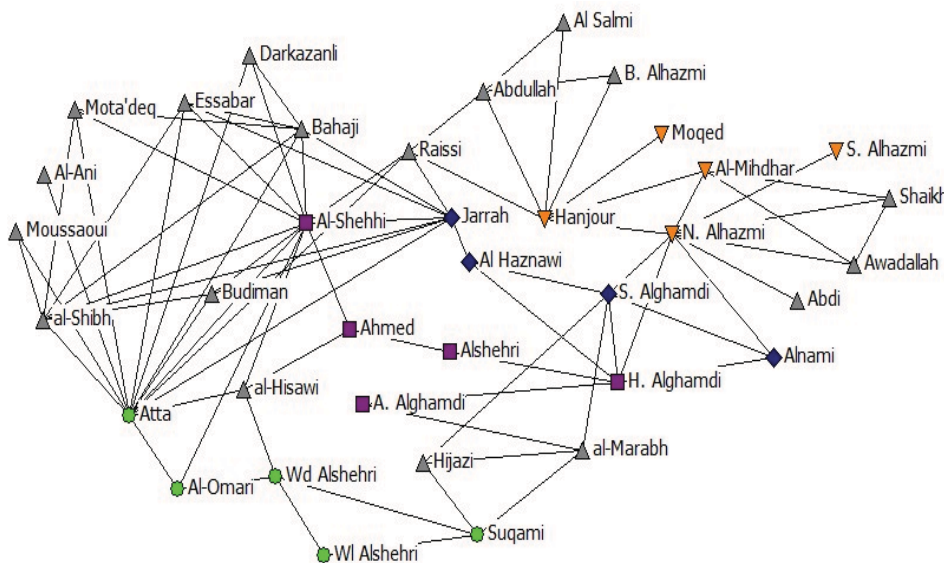 Al Salmi
Darkazanli
B. Alhazmi
Abdullah
Essabar
Mota'deq
Bahaji
Moqed
Raissi
S. Alhazmi
Al-Mihdhar
Al-Ani
Shaikh
Al-Shehhi
Jarrah
Hanjour
Moussaoui
N. Alhazmi
Al Haznawi
Awadallah
Budiman
S. Alghamdi
Abdi
al-Shibh
Ahmed
Alshehri
Alnami
H. Alghamdi
al-Hisawi
A. Alghamdi
Atta
al-Marabh
Hijazi
Wd Alshehri
Al-Omari
Suqami
Wl Alshehri